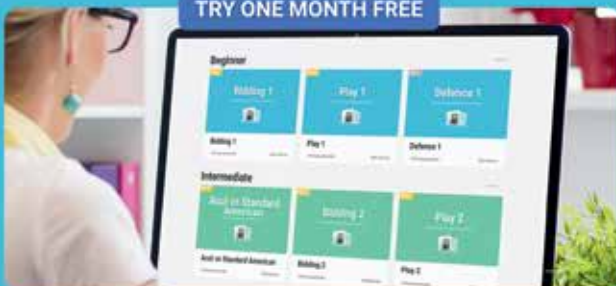 TRY ONE MONTH FREE
Beginner
Bidding 1
Play 1
Defence 1
Bidding 1
Play 1
Defence 1
Intermediate
Acol or Standard
American
Bidding 2
Play 2
Acol or Standard American
Bidding 2
Play 2